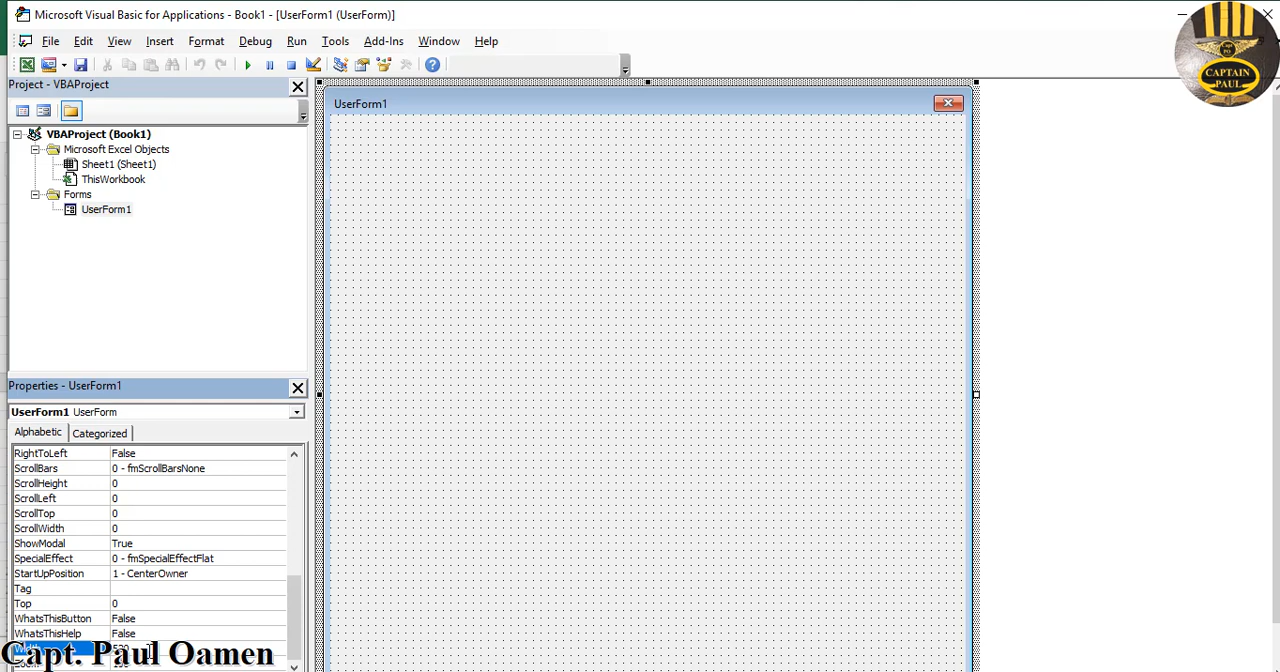 Microsoft Visual Basic for Applications - Book1 - [UserForm1 (UserForm)]
File Edit View Insert Format Debug Run Tools Add-Ins Window Help
Capt PO
CAPTAIN
PAUL
Project - VBAProject
VBAProject (Book1)
Microsoft Excel Objects
Sheet1 (Sheet1)
ThisWorkbook
Forms
UserForm1
UserForm1
Properties - UserForm1
UserForm1 UserForm
Alphabetic Categorized
RightToLeft False
ScrollBars 0 - fmScrollBarsNone
ScrollHeight 0
ScrollLeft 0
ScrollTop 0
ScrollWidth 0
ShowModal True
SpecialEffect 0 - fmSpecialEffectFlat
StartUpPosition 1 - CenterOwner
Tag
Top 0
WhatsThisButton False
WhatsThisHelp False
Capt. Paul Oamen